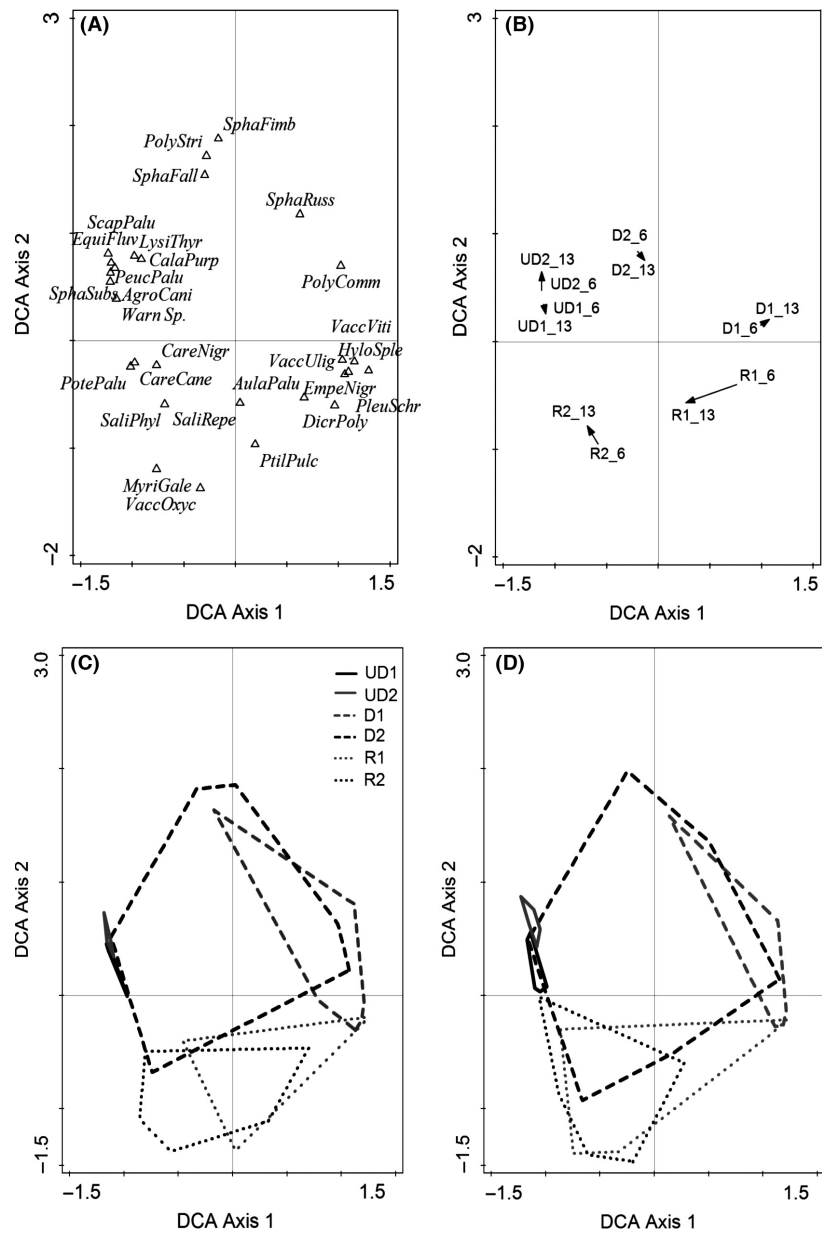 (A)
3
SphaFimb
PolyStri
SphaFall
SphaRuss
ScapPalu
EquiFluv LysiThyr
CalaPurp
PeucPalu
PolyComm
SphaSubs AgroCani
Warn Sp.
VaccViti
CareNigr
VaccUlig HyloSple
PotePalu CareCane
AulaPalu EmpeNigr
PleuSchr
SaliPhyl SaliRepe
DicrPoly
PtilPulc
MyriGale
VaccOxyc
DCA Axis 2
−2
−1.5 1.5
DCA Axis 1
(B)
3
D2_6
UD2_13
D2_13
UD2_6
UD1_6
D1_13
UD1_13
D1_6
R1_6
R2_13
R1_13
R2_6
DCA Axis 2
−2
−1.5 1.5
DCA Axis 1
(C)
3.0
UD1
UD2
D1
D2
R1
R2
DCA Axis 2
−1.5
−1.5 1.5
DCA Axis 1
(D)
3.0
DCA Axis 2
−1.5
−1.5 1.5
DCA Axis 1